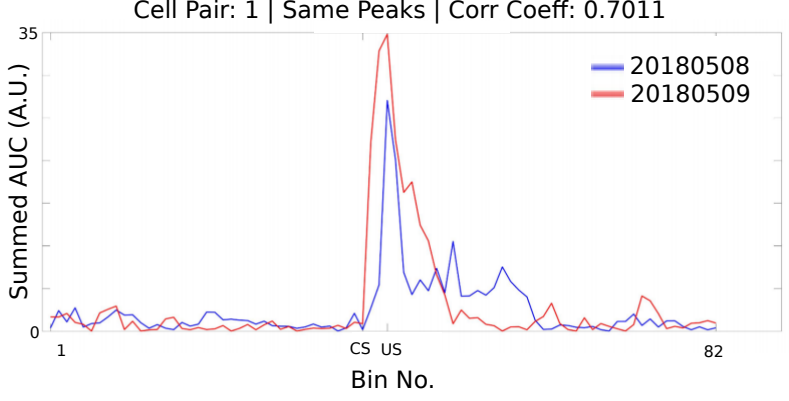 Cell Pair: 1 | Same Peaks | Corr Coeff: 0.7011
35
20180508
20180509
Summed AUC (A.U.)
0
1
CS US
82
Bin No.